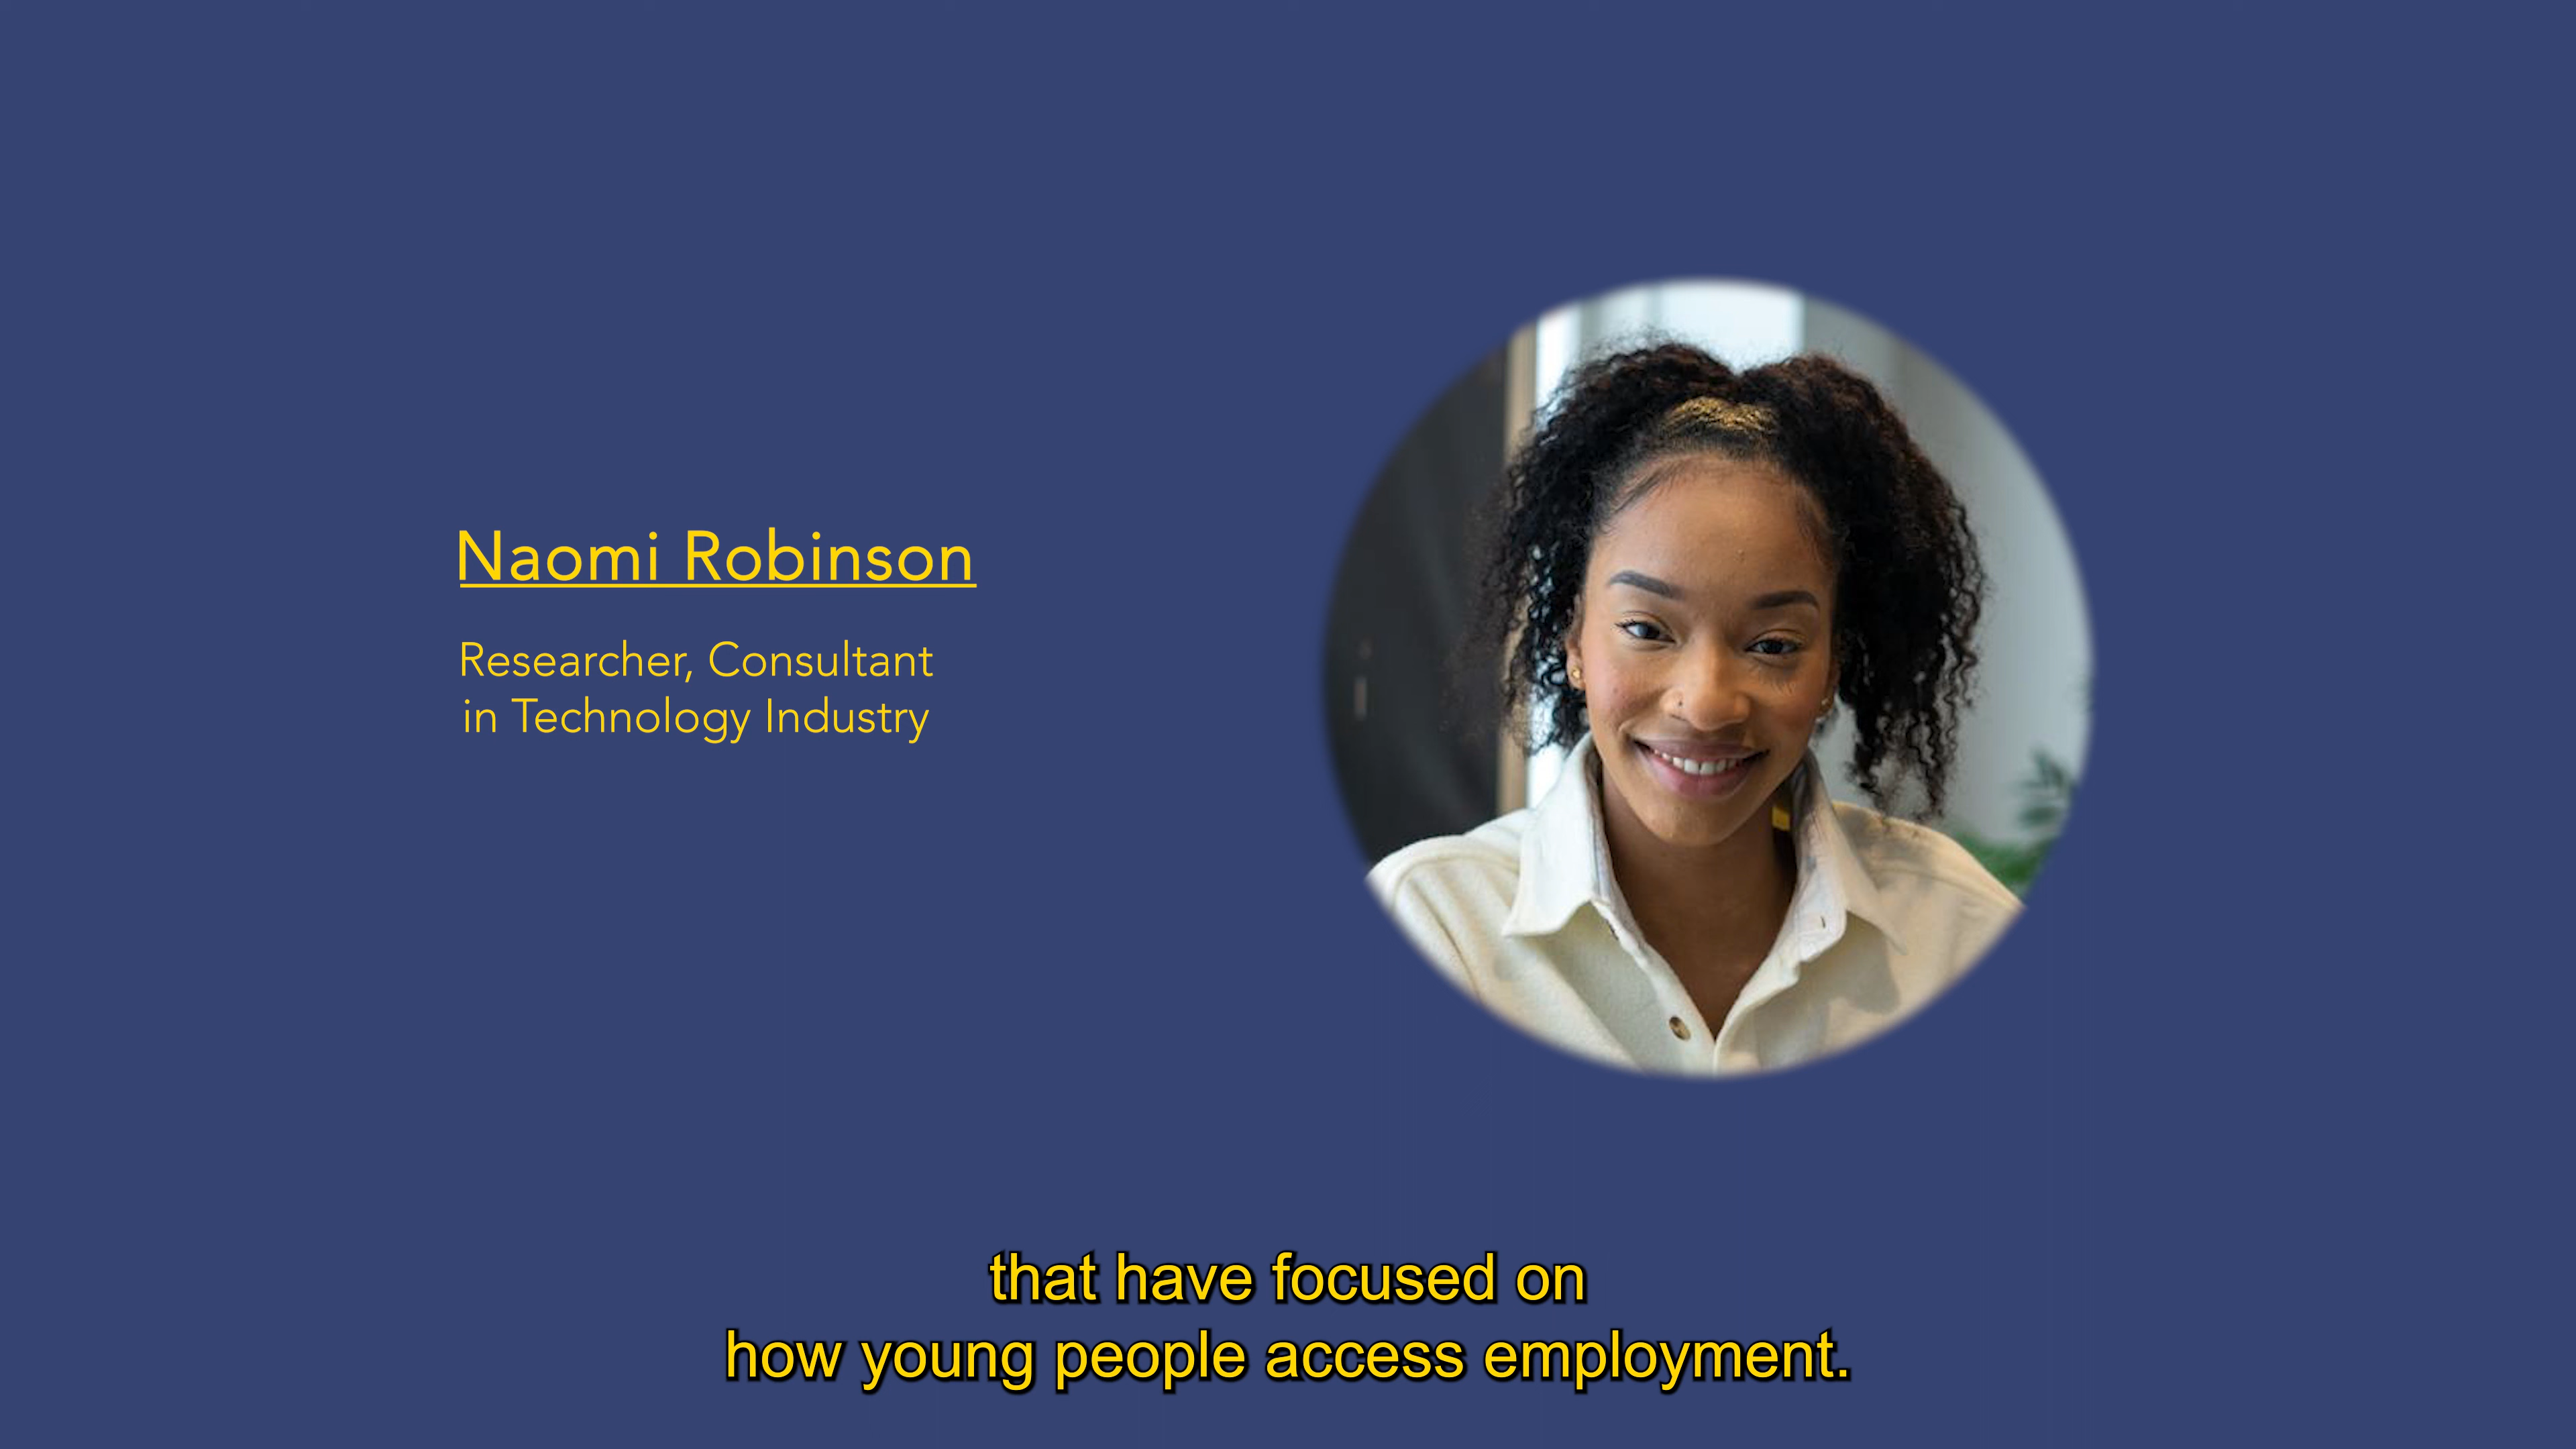 Naomi Robinson
Researcher, Consultant
in Technology Industry
that have focused on
how young people access employment.